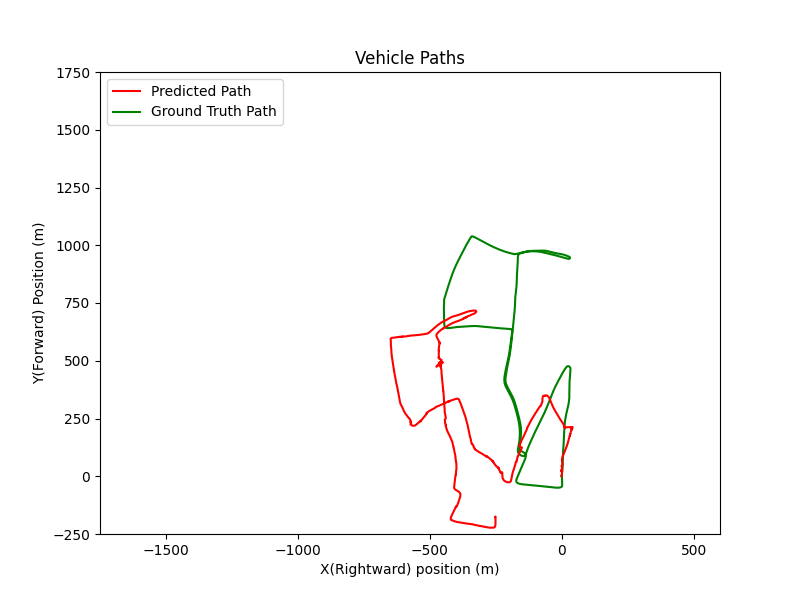 Vehicle Paths
Predicted Path
Ground Truth Path
1750
1500
1250
1000
750
500
250
0
−250
Y(Forward) Position (m)
−1500
−1000
−500
0
500
X(Rightward) position (m)